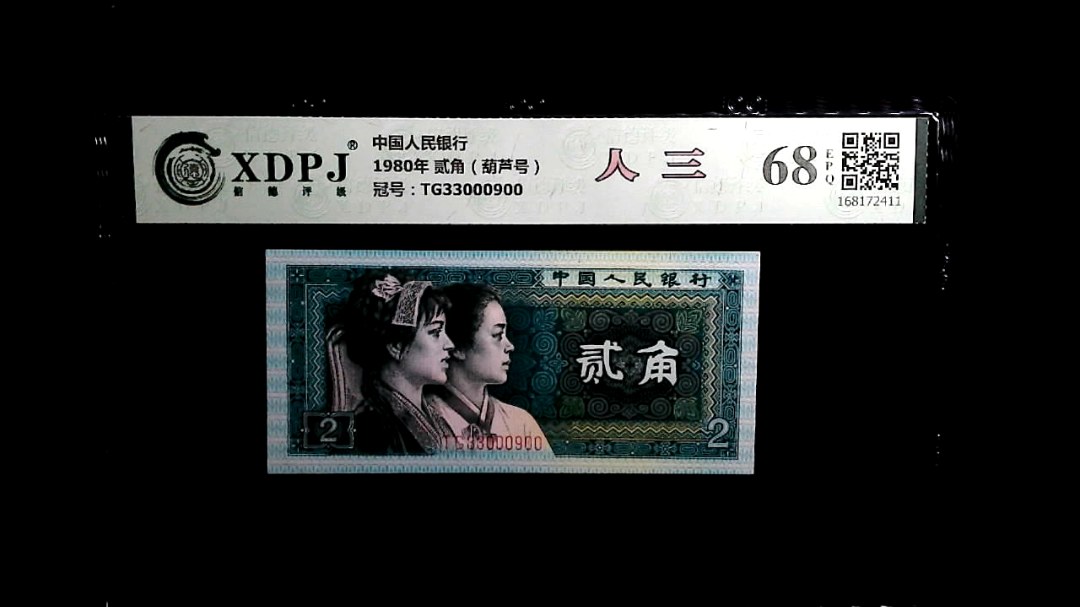 XDPJ®
信德评级
中国人民银行
1980年 贰角（葫芦号）
冠号：TG33000900
人三
68
EPQ
168172411
中国人民银行
贰角
2
2
TG33000900